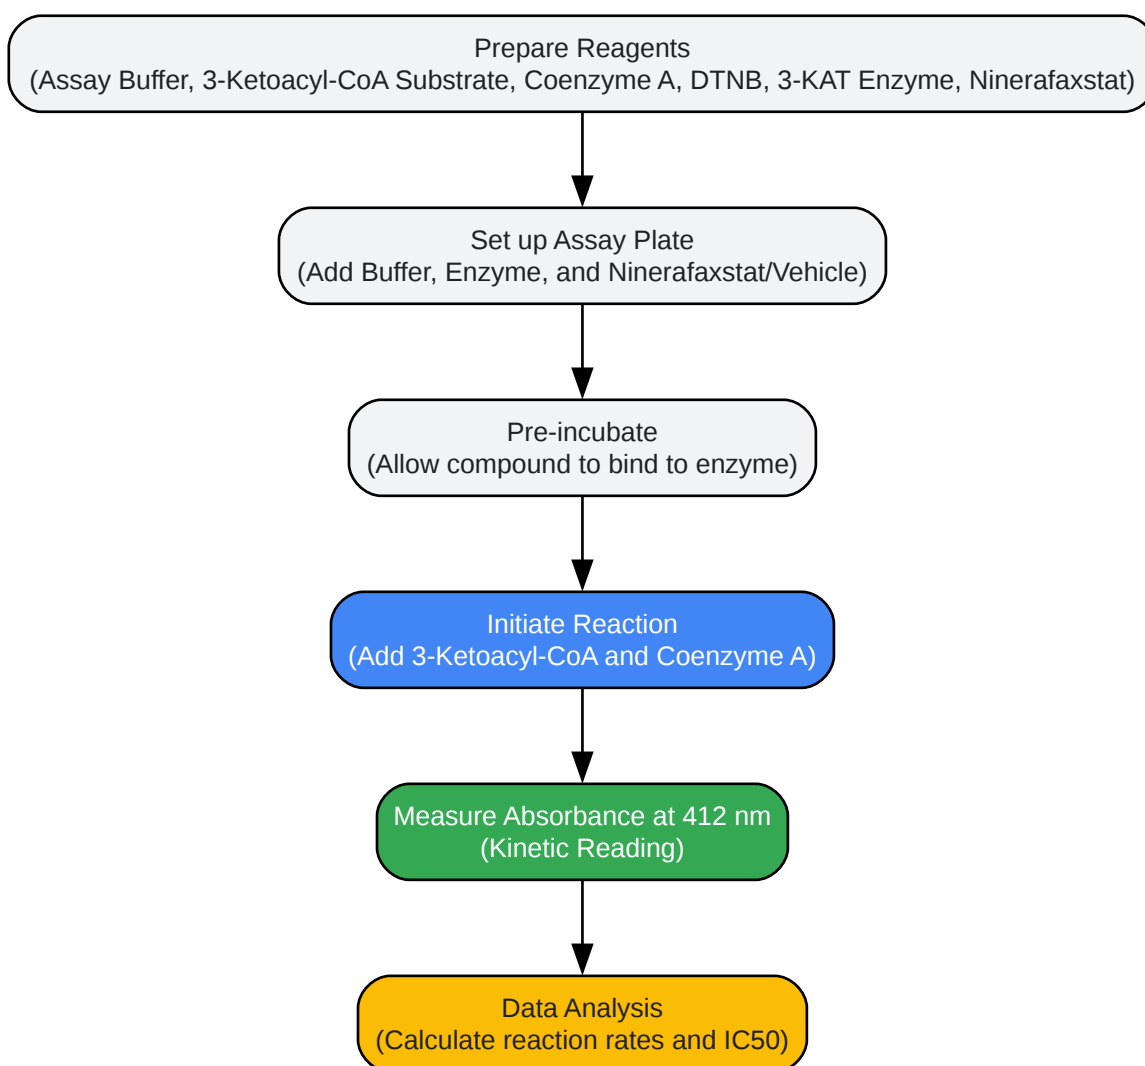 Prepare Reagents
(Assay Buffer, 3-Ketoacyl-CoA Substrate, Coenzyme A, DTNB, 3-KAT Enzyme, Ninerafaxstat)
Set up Assay Plate
(Add Buffer, Enzyme, and Ninerafaxstat/Vehicle)
Pre-incubate
(Allow compound to bind to enzyme)
Initiate Reaction
(Add 3-Ketoacyl-CoA and Coenzyme A)
Measure Absorbance at 412 nm
(Kinetic Reading)
Data Analysis
(Calculate reaction rates and IC50)